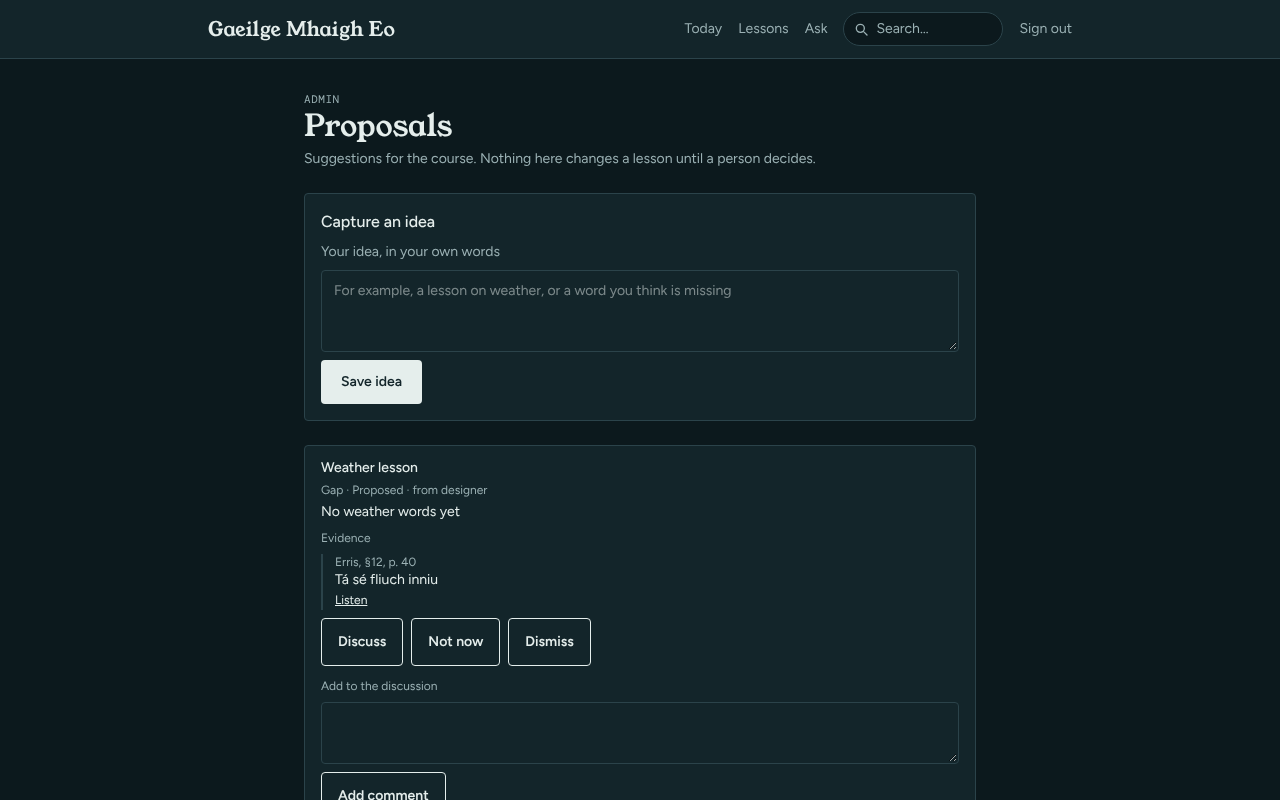 Gaeilge Mhaigh Eo
Today
Lessons
Ask
Search...
Sign out
ADMIN
Proposals
Suggestions for the course. Nothing here changes a lesson until a person decides.
Capture an idea
Your idea, in your own words
For example, a lesson on weather, or a word you think is missing
Save idea
Weather lesson
Gap · Proposed · from designer
No weather words yet
Evidence
Erris, §12, p. 40
Tá sé fliuch inniu
Listen
Discuss
Not now
Dismiss
Add to the discussion
Add comment